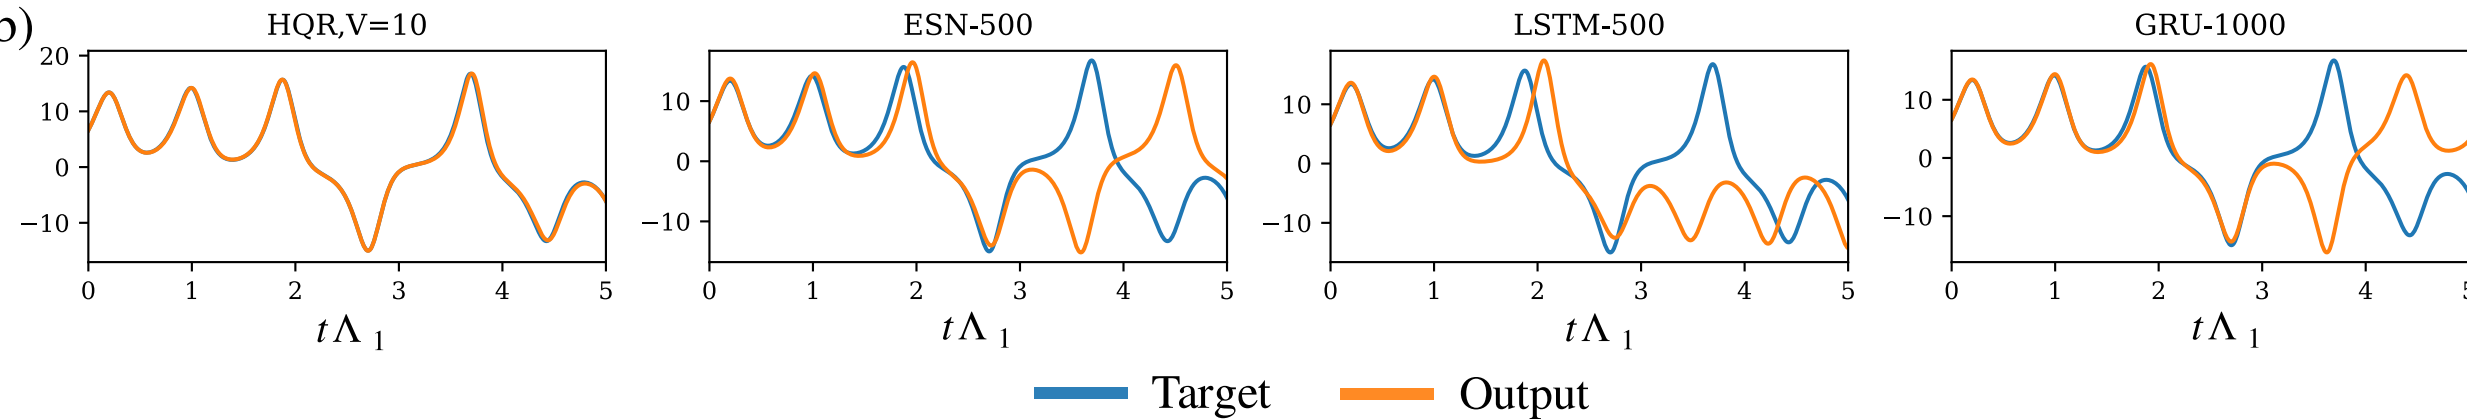 b)
HQR,V=10 ESN-500 LSTM-500 GRU-1000
20 10 0 −10
10 0 −10
10 0 −10
10 0 −10
0 1 2 3 4 5 0 1 2 3 4 5 0 1 2 3 4 5 0 1 2 3 4 5
tΛ1 tΛ1 tΛ1 tΛ1
Target Output